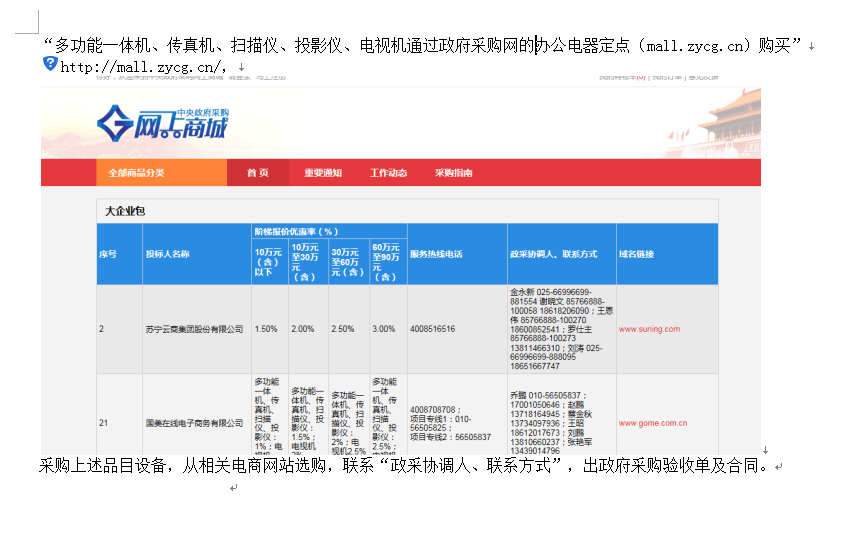 “多功能一体机、传真机、扫描仪、投影仪、电视机通过政府采购网的办公电器定点（mall.zycg.cn）购买”
http://mall.zycg.cn/，
中央政府采购
网上商城
全部商品分类 首 页 重要通知 工作动态 采购指南
大企业包
序号
投标人名称
阶梯报价优惠率（%）
10万元
（含）
以下
10万元
至30万
元
（含）
30万元
至60万
元（含）
60万元
至90万
元
（含）
服务热线电话
政采协调人、联系方式
域名链接
2
苏宁云商集团股份有限公司
1.50%
2.00%
2.50%
3.00%
4008516516
金永新 025-66996699-
881554 谢晓文 85766888-
100058 18618206090；王恩
伟 85766888-100270
18600852541；罗仕主
85766888-100273
13811466310；刘涛 025-
66996699-888095
18651667747
www.suning.com
21
国美在线电子商务有限公司
多功能
一体
机、传
真机、
扫描
仪、投
影仪：
1%；电
多功能一
体机、传
真机、扫
描仪、投
影仪：
1.5%；
电视机
多功能一
体机、传
真机、扫
描仪、投
影仪：
2%；电
视机2.5%
多功能
一体
机、传
真机、
扫描
仪、投
影仪：
2.5%；
4008708708；
项目专线1：010-
56505825；
项目专线2：56505837
乔鹏 010-56505837；
17001050646；赵鹏
13718164945；蔡金秋
13734097936；王昭
18612017673；刘鹏
13810660237；张艳军
13439014796
www.gome.com.cn
采购上述品目设备，从相关电商网站选购，联系“政采协调人、联系方式”，出政府采购验收单及合同。